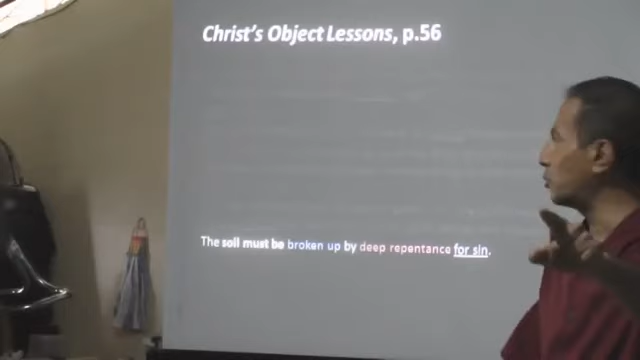 Christ's Object Lessons, p.56
The soil must be broken up by deep repentance for sin.